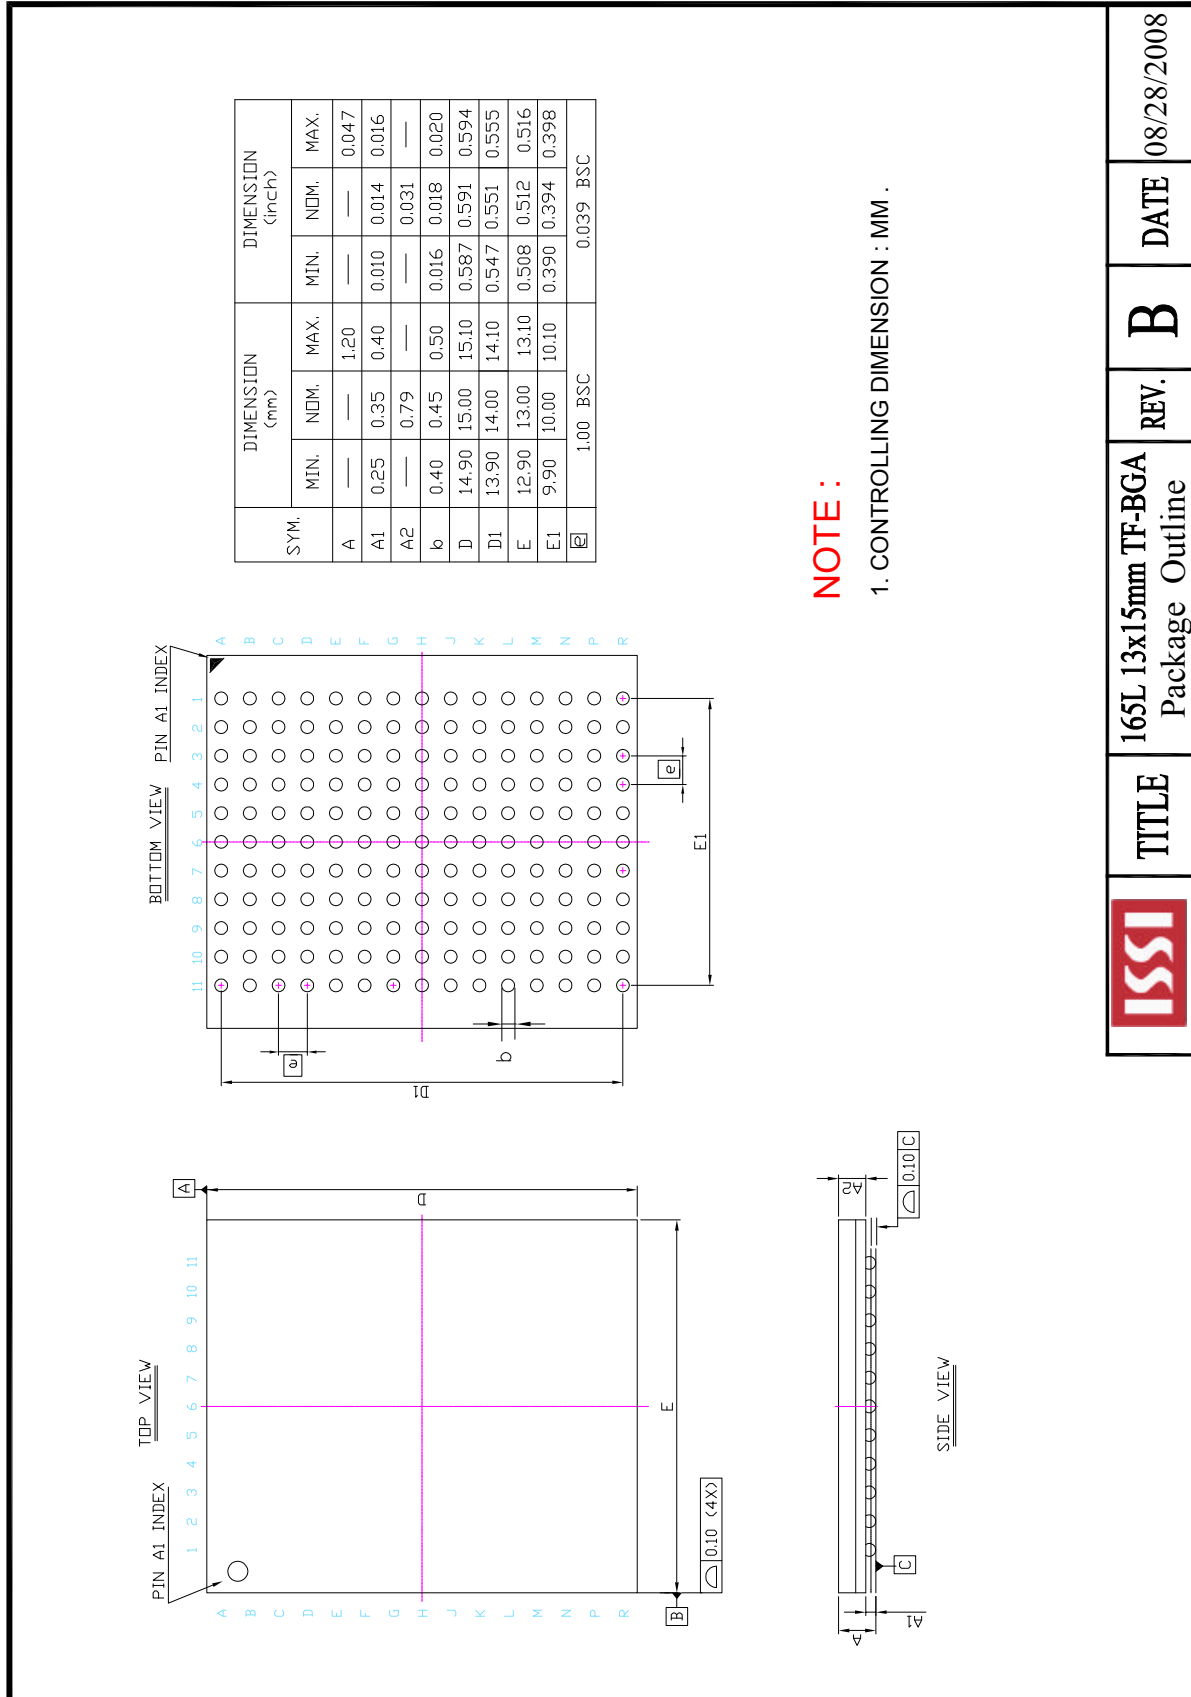 TOP VIEW
PIN A1 INDEX
1 2 3 4 5 6 7 8 9 10 11
A B C D E F G H J K L M N P R
A
D
E
B
0.10 (4X)
BOTTOM VIEW
PIN A1 INDEX
11 10 9 8 7 6 5 4 3 2 1
A B C D E F G H J K L M N P R
e
b
D1
e
E1
SIDE VIEW
A
A1
A2
C
0.10 C
SYM. DIMENSION (mm) DIMENSION (inch)
MIN. NOM. MAX. MIN. NOM. MAX.
A — — 1.20 — — 0.047
A1 0.25 0.35 0.40 0.010 0.014 0.016
A2 — 0.79 — 0.031 —
b 0.40 0.45 0.50 0.016 0.018 0.020
D 14.90 15.00 15.10 0.587 0.591 0.594
D1 13.90 14.00 14.10 0.547 0.551 0.555
E 12.90 13.00 13.10 0.508 0.512 0.516
E1 9.90 10.00 10.10 0.390 0.394 0.398
e 1.00 BSC 0.039 BSC
NOTE :
1. CONTROLLING DIMENSION : MM .
ISSI
TITLE
165L 13x15mm TF-BGA
Package Outline
REV.
B
DATE
08/28/2008